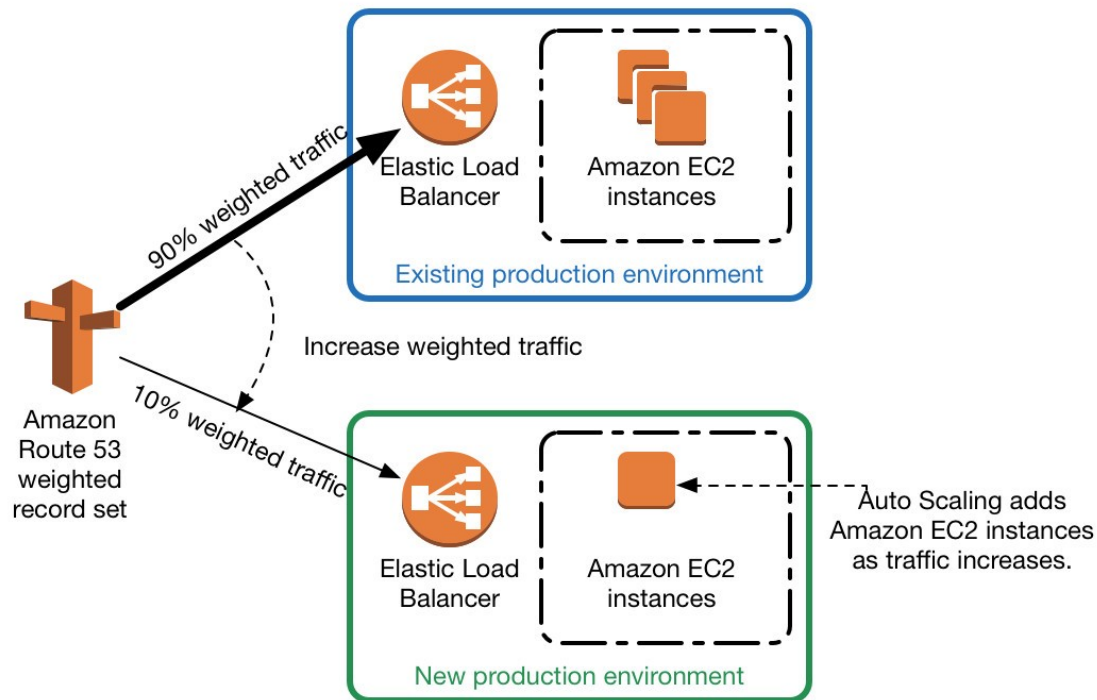 90% weighted traffic
Elastic Load
Balancer
Amazon EC2
instances
Existing production environment
Increase weighted traffic
Amazon
Route 53
weighted
record set
10% weighted traffic
Elastic Load
Balancer
Amazon EC2
instances
Auto Scaling adds
Amazon EC2 instances
as traffic increases.
New production environment